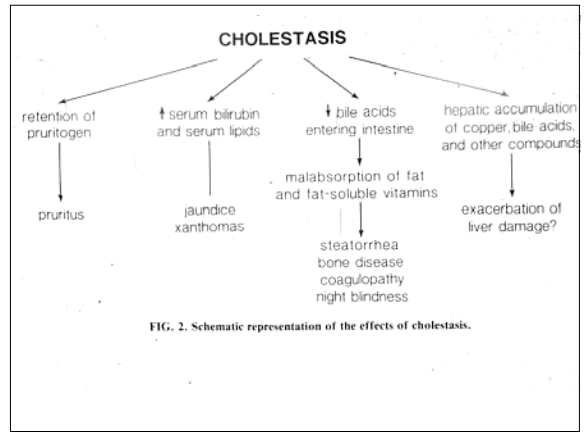 CHOLESTASIS
retention of
pruritogen
pruritus
↑ serum bilirubin
and serum lipids
jaundice
xanthomas
↓ bile acids
entering intestine
malabsorption of fat
and fat-soluble vitamins
steatorrhea
bone disease
coagulopathy
night blindness
hepatic accumulation
of copper, bile acids,
and other compounds
exacerbation of
liver damage?
FIG. 2. Schematic representation of the effects of cholestasis.